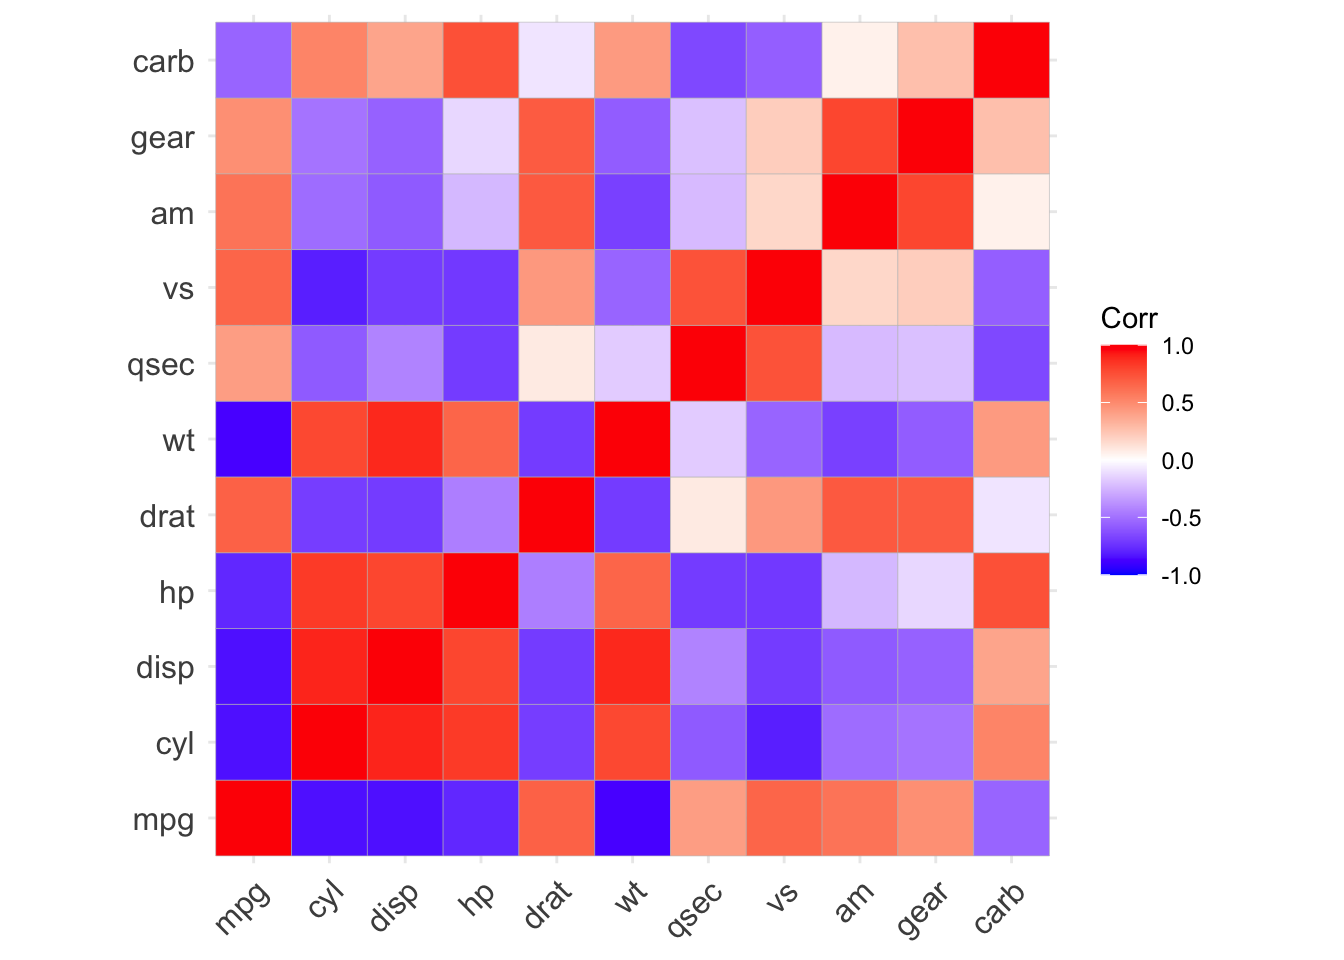 carb
gear
am
vs
qsec
wt
drat
hp
disp
cyl
mpg
mpg
cyl
disp
hp
drat
wt
qsec
vs
am
gear
carb
Corr
1.0
0.5
0.0
-0.5
-1.0